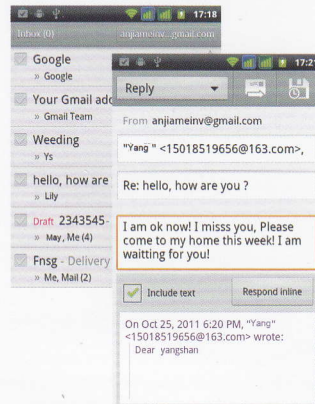 17:18
Inbox (0) anjiameinv...gmail.com
Google
» Google
Your Gmail add
» Gmail Team
Weeding
» Ys
hello, how are
» Lily
Draft 2343545-
» May, Me (4)
Fnsg - Delivery
» Me, Mail (2)
17:21
Reply
From anjiameinv@gmail.com
"Yang" <15018519656@163.com>,
Re: hello, how are you ?
I am ok now! I misss you, Please
come to my home this week! I am
waitting for you!
Include text
Respond inline
On Oct 25, 2011 6:20 PM, "Yang"
<15018519656@163.com> wrote:
Dear yangshan